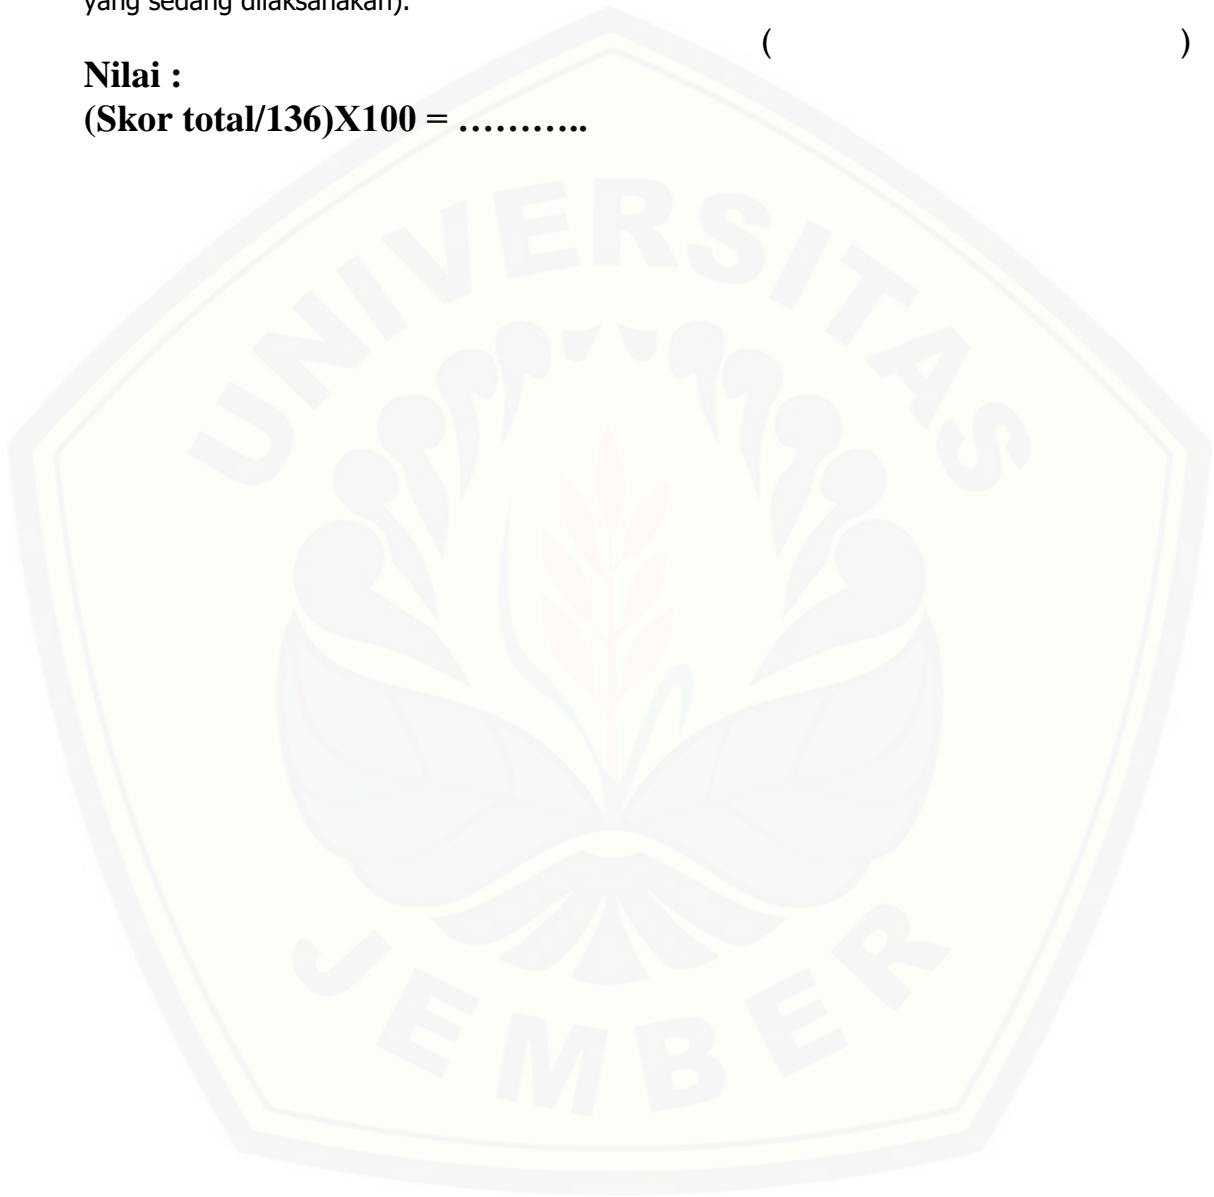 yang sedang dilaksanakan).
( )
Nilai :
(Skor total/136)X100 = ………..
UNIVERSITAS
JEMBER